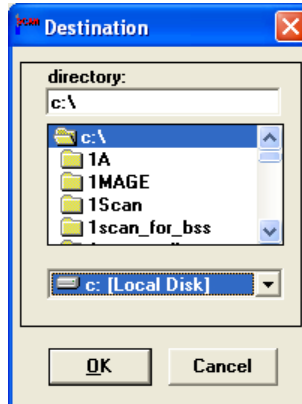 Destination
directory:
c:\
c:\
1A
1MAGE
1Scan
1scan_for_bss
c: [Local Disk]
OK
Cancel